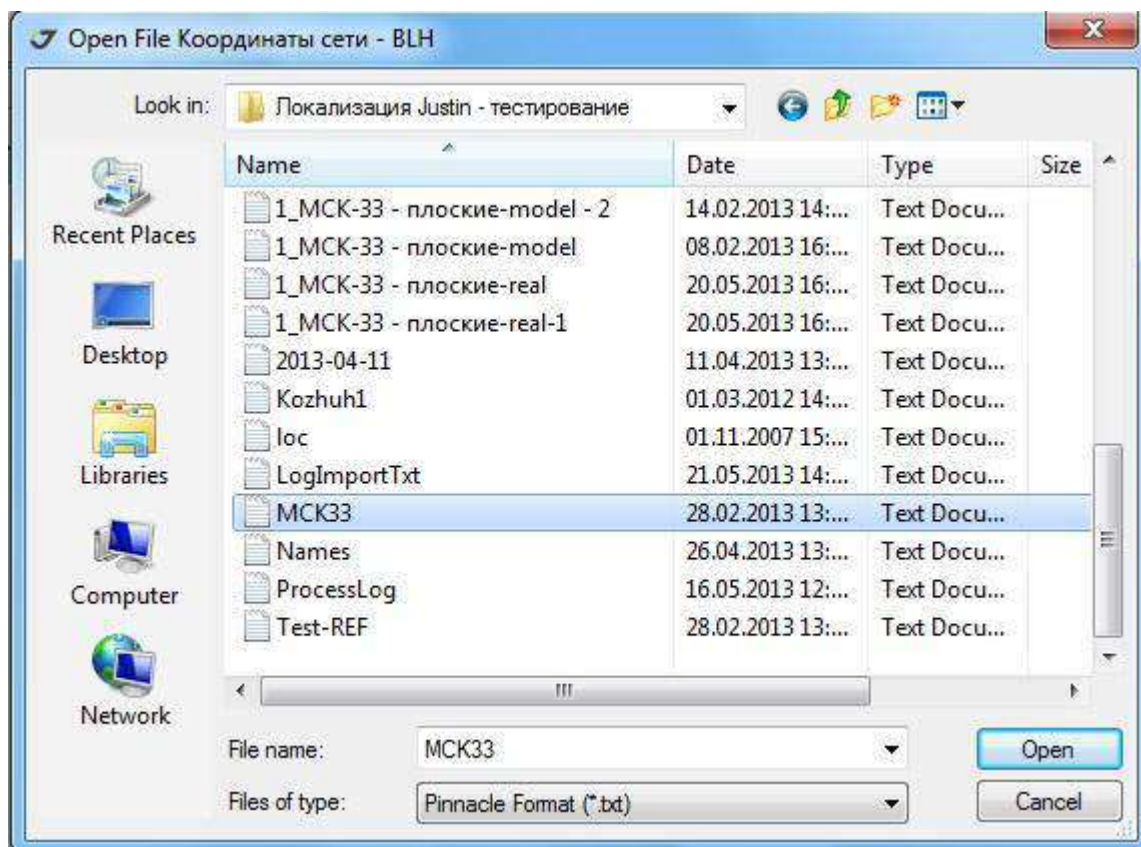 Open File Координаты сети - BLH
Look in: Локализация Justin - тестирование
Name Date Type Size
1_МСК-33 - плоские-model - 2 14.02.2013 14:... Text Docu...
1_МСК-33 - плоские-model 08.02.2013 16:... Text Docu...
1_МСК-33 - плоские-real 20.05.2013 16:... Text Docu...
1_МСК-33 - плоские-real-1 20.05.2013 16:... Text Docu...
2013-04-11 11.04.2013 13:... Text Docu...
Kozhuh1 01.03.2012 14:... Text Docu...
loc 01.11.2007 15:... Text Docu...
LogImportTxt 21.05.2013 14:... Text Docu...
МСК33 28.02.2013 13:... Text Docu...
Names 26.04.2013 13:... Text Docu...
ProcessLog 16.05.2013 12:... Text Docu...
Test-REF 28.02.2013 13:... Text Docu...
Recent Places
Desktop
Libraries
Computer
Network
File name: МСК33 Open
Files of type: Pinnacle Format (*.txt) Cancel